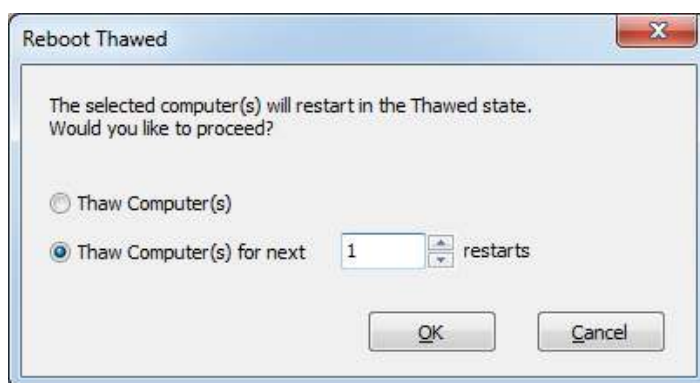 Reboot Thawed
The selected computer(s) will restart in the Thawed state.
Would you like to proceed?
Thaw Computer(s)
Thaw Computer(s) for next 1 restarts
OK Cancel